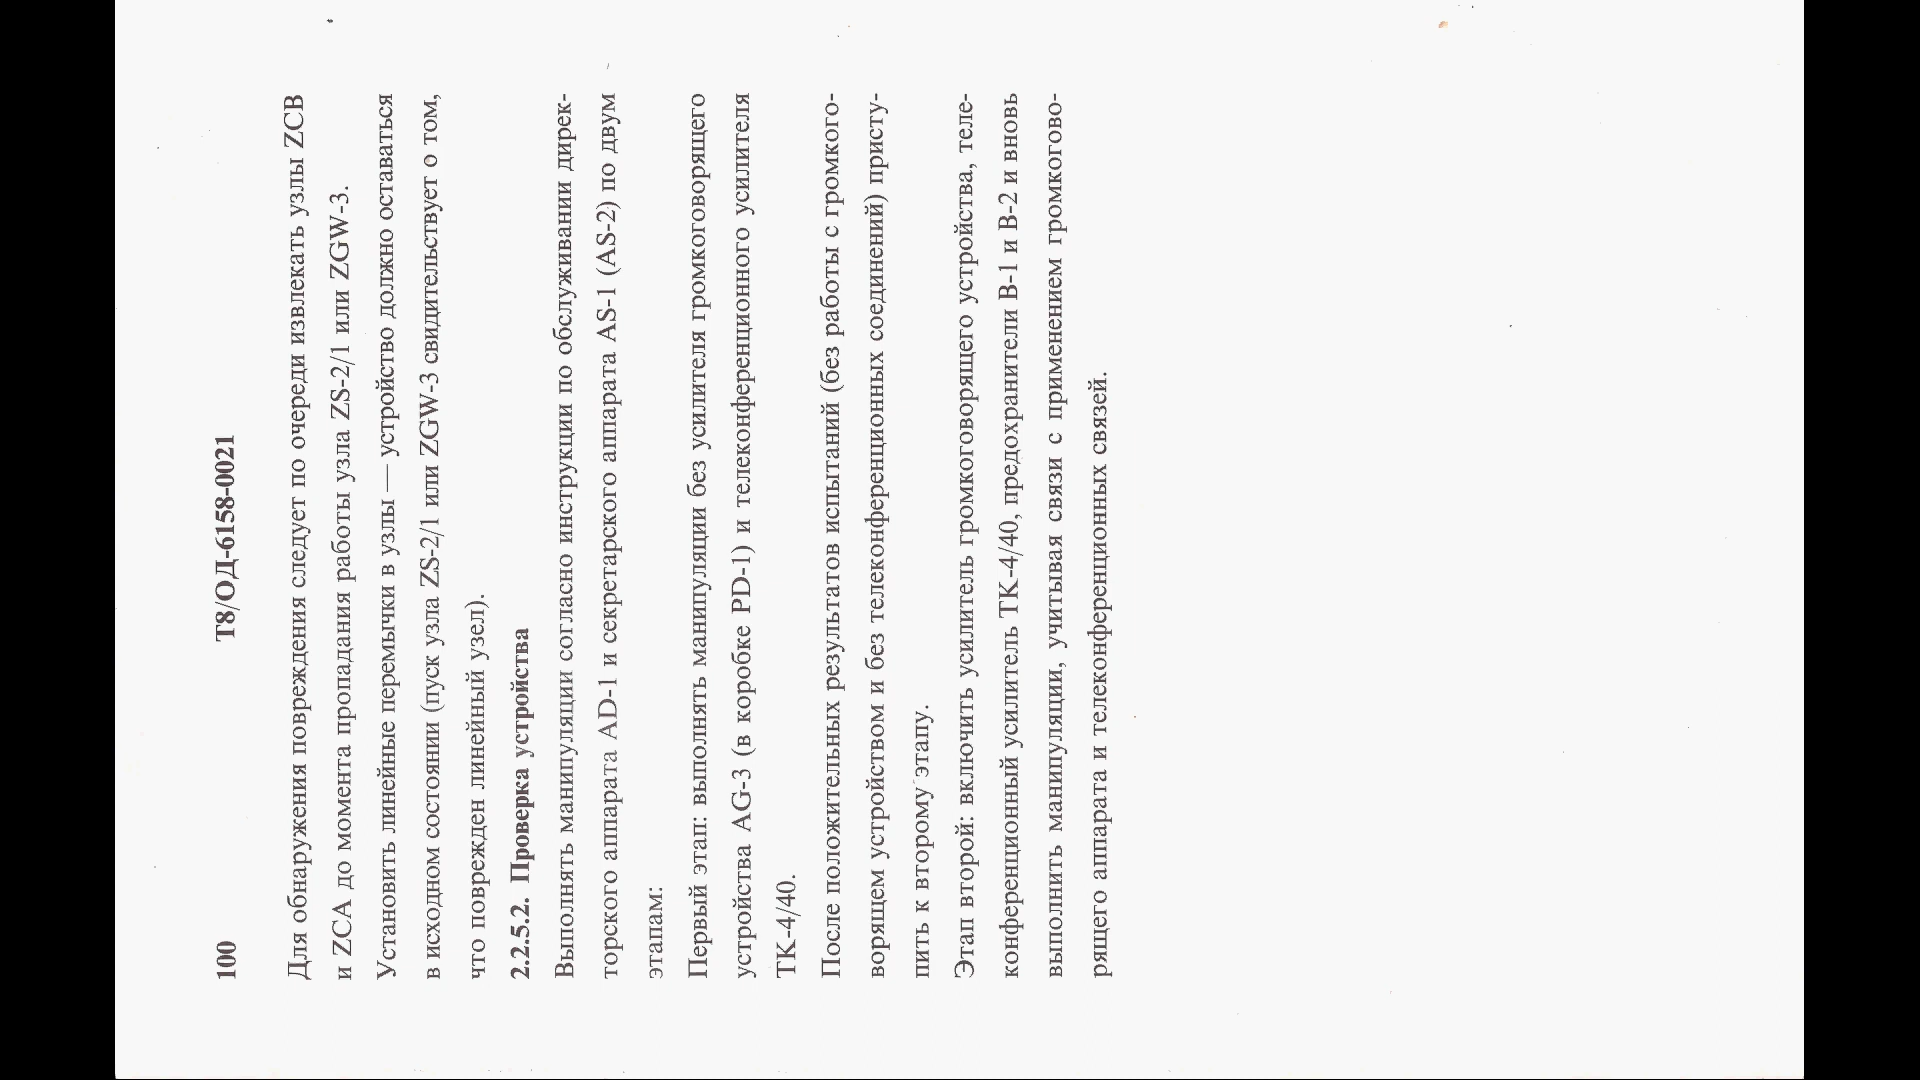 100 Т8/ОД-6158-0021
Для обнаружения повреждения следует по очереди извлекать узлы ZCB
и ZCA до момента пропадания работы узла ZS-2/1 или ZGW-3.
Установить линейные перемычки в узлы — устройство должно оставаться
в исходном состоянии (пуск узла ZS-2/1 или ZGW-3 свидительствует о том,
что поврежден линейный узел).
2.2.5.2. Проверка устройства
Выполнять манипуляции согласно инструкции по обслуживании дирек-
торского аппарата AD-1 и секретарского аппарата AS-1 (AS-2) по двум
этапам:
Первый этап: выполнять манипуляции без усилителя громкоговорящего
устройства AG-3 (в коробке PD-1) и телеконференционного усилителя
TK-4/40.
После положительных результатов испытаний (без работы с громкого-
ворящем устройством и без телеконференционных соединений) присту-
пить к второму этапу.
Этап второй: включить усилитель громкоговорящего устройства, теле-
конференционный усилитель TK-4/40, предохранители B-1 и B-2 и вновь
выполнить манипуляции, учитывая связи с применением громкогово-
рящего аппарата и телеконференционных связей.